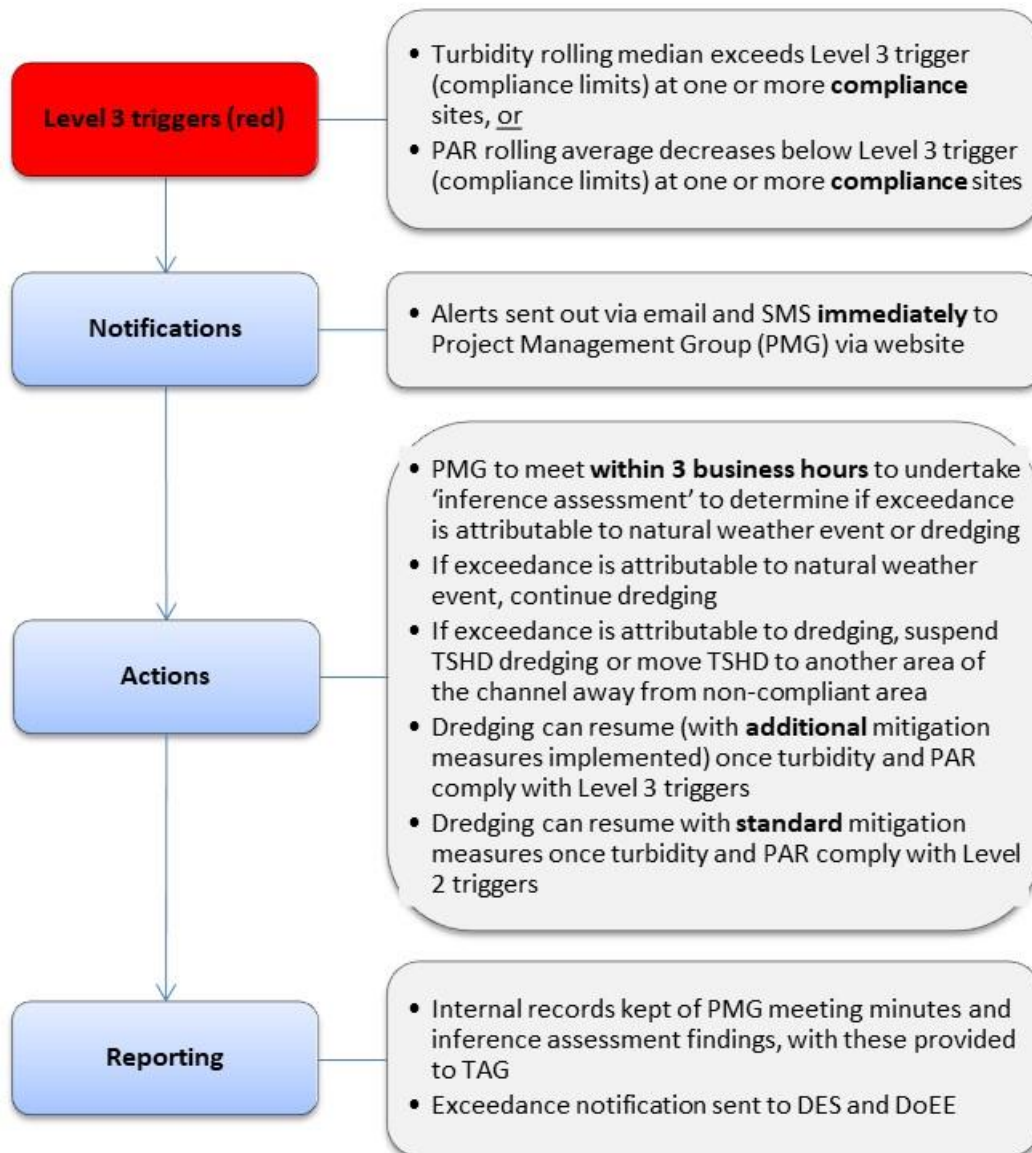 Level 3 triggers (red)
• Turbidity rolling median exceeds Level 3 trigger
(compliance limits) at one or more compliance
sites, or
• PAR rolling average decreases below Level 3 trigger
(compliance limits) at one or more compliance sites
Notifications
• Alerts sent out via email and SMS immediately to
Project Management Group (PMG) via website
Actions
• PMG to meet within 3 business hours to undertake
‘inference assessment’ to determine if exceedance
is attributable to natural weather event or dredging
• If exceedance is attributable to natural weather
event, continue dredging
• If exceedance is attributable to dredging, suspend
TSHD dredging or move TSHD to another area of
the channel away from non-compliant area
• Dredging can resume (with additional mitigation
measures implemented) once turbidity and PAR
comply with Level 3 triggers
• Dredging can resume with standard mitigation
measures once turbidity and PAR comply with Level
2 triggers
Reporting
• Internal records kept of PMG meeting minutes and
inference assessment findings, with these provided
to TAG
• Exceedance notification sent to DES and DoEE